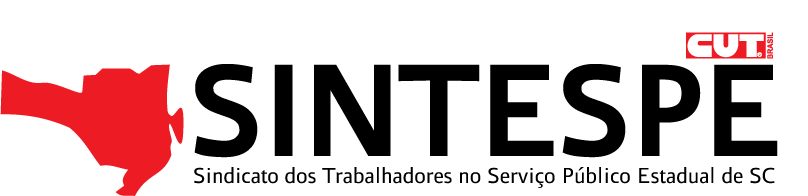 CUT BRASIL
SINTESPE
Sindicato dos Trabalhadores no Serviço Público Estadual de SC